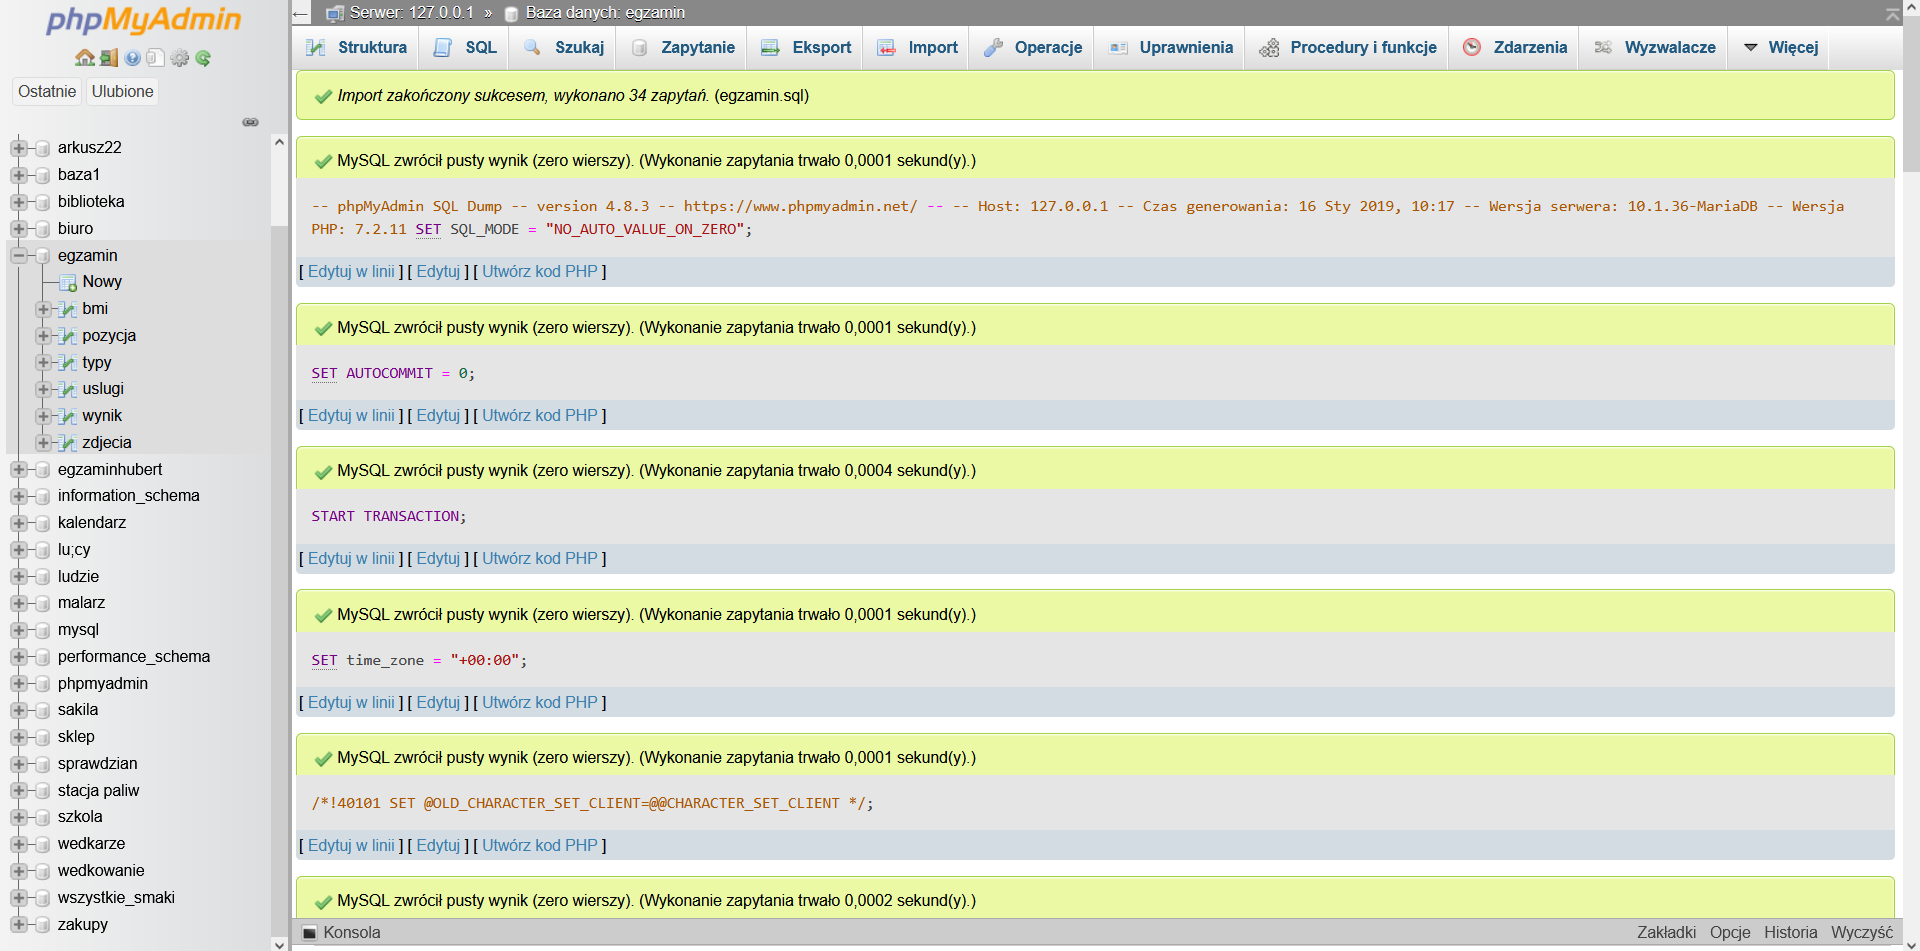 phpMyAdmin
Ostatnie Ulubione
arkusz22
baza1
biblioteka
biuro
egzamin
Nowy
bmi
pozycja
typy
uslugi
wynik
zdjecia
egzaminhubert
information_schema
kalendarz
lu;cy
ludzie
malarz
mysql
performance_schema
phpmyadmin
sakila
sklep
sprawdzian
stacja paliw
szkola
wedkarze
wedkowanie
wszystkie_smaki
zakupy
← Serwer: 127.0.0.1 » Baza danych: egzamin
Struktura SQL Szukaj Zapytanie Eksport Import Operacje Uprawnienia Procedury i funkcje Zdarzenia Wyzwalacze Więcej
Import zakończony sukcesem, wykonano 34 zapytań. (egzamin.sql)
MySQL zwrócił pusty wynik (zero wierszy). (Wykonanie zapytania trwało 0,0001 sekund(y).)
-- phpMyAdmin SQL Dump -- version 4.8.3 -- https://www.phpmyadmin.net/ -- -- Host: 127.0.0.1 -- Czas generowania: 16 Sty 2019, 10:17 -- Wersja serwera: 10.1.36-MariaDB -- Wersja
PHP: 7.2.11 SET SQL_MODE = "NO_AUTO_VALUE_ON_ZERO";
[ Edytuj w linii ] [ Edytuj ] [ Utwórz kod PHP ]
MySQL zwrócił pusty wynik (zero wierszy). (Wykonanie zapytania trwało 0,0001 sekund(y).)
SET AUTOCOMMIT = 0;
[ Edytuj w linii ] [ Edytuj ] [ Utwórz kod PHP ]
MySQL zwrócił pusty wynik (zero wierszy). (Wykonanie zapytania trwało 0,0004 sekund(y).)
START TRANSACTION;
[ Edytuj w linii ] [ Edytuj ] [ Utwórz kod PHP ]
MySQL zwrócił pusty wynik (zero wierszy). (Wykonanie zapytania trwało 0,0001 sekund(y).)
SET time_zone = "+00:00";
[ Edytuj w linii ] [ Edytuj ] [ Utwórz kod PHP ]
MySQL zwrócił pusty wynik (zero wierszy). (Wykonanie zapytania trwało 0,0001 sekund(y).)
/*!40101 SET @OLD_CHARACTER_SET_CLIENT=@@CHARACTER_SET_CLIENT */;
[ Edytuj w linii ] [ Edytuj ] [ Utwórz kod PHP ]
MySQL zwrócił pusty wynik (zero wierszy). (Wykonanie zapytania trwało 0,0002 sekund(y).)
Konsola Zakładki Opcje Historia Wyczyść